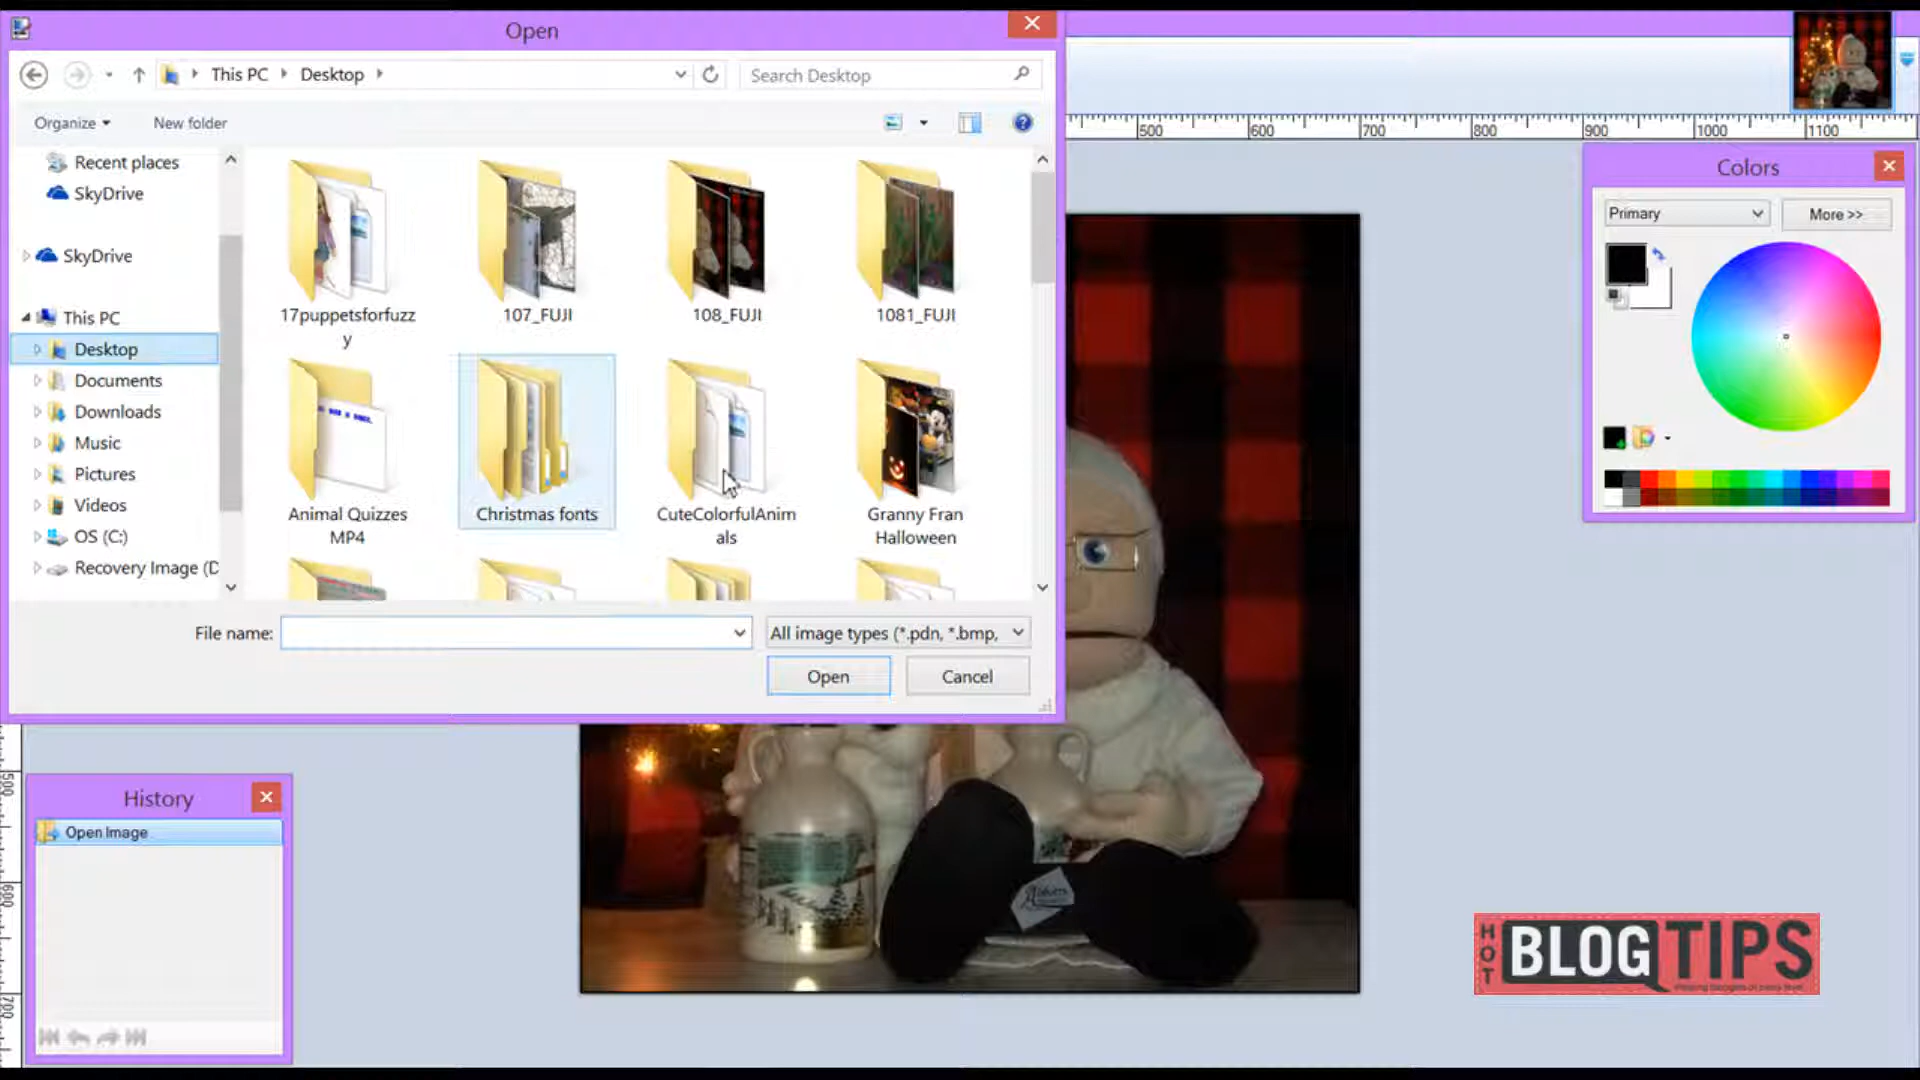 Open
This PC
Desktop
Search Desktop
Organize
New folder
500
600
700
800
900
1000
1100
Recent places
SkyDrive
SkyDrive
This PC
Desktop
Documents
Downloads
Music
Pictures
Videos
OS (C:)
Recovery Image (D
17puppetsforfuzz
y
107_FUJI
108_FUJI
1081_FUJI
Animal Quizzes
MP4
Christmas fonts
CuteColorfulAnim
als
Granny Fran
Halloween
File name:
All image types (*.pdn, *.bmp,
Open
Cancel
Colors
Primary
More >>
500
600
700
History
Open Image
HOT
BLOG TIPS